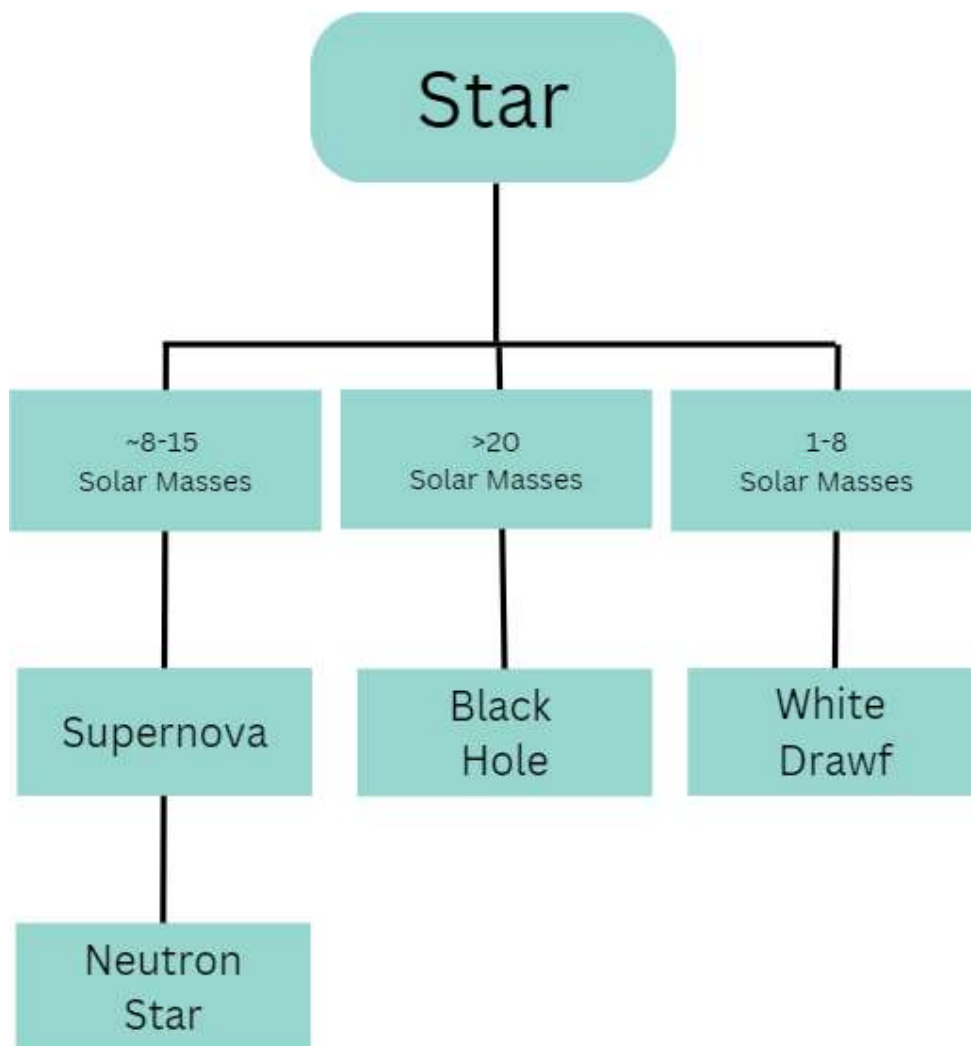 Star
~8-15
Solar Masses
>20
Solar Masses
1-8
Solar Masses
Supernova
Black
Hole
White
Drawf
Neutron
Star